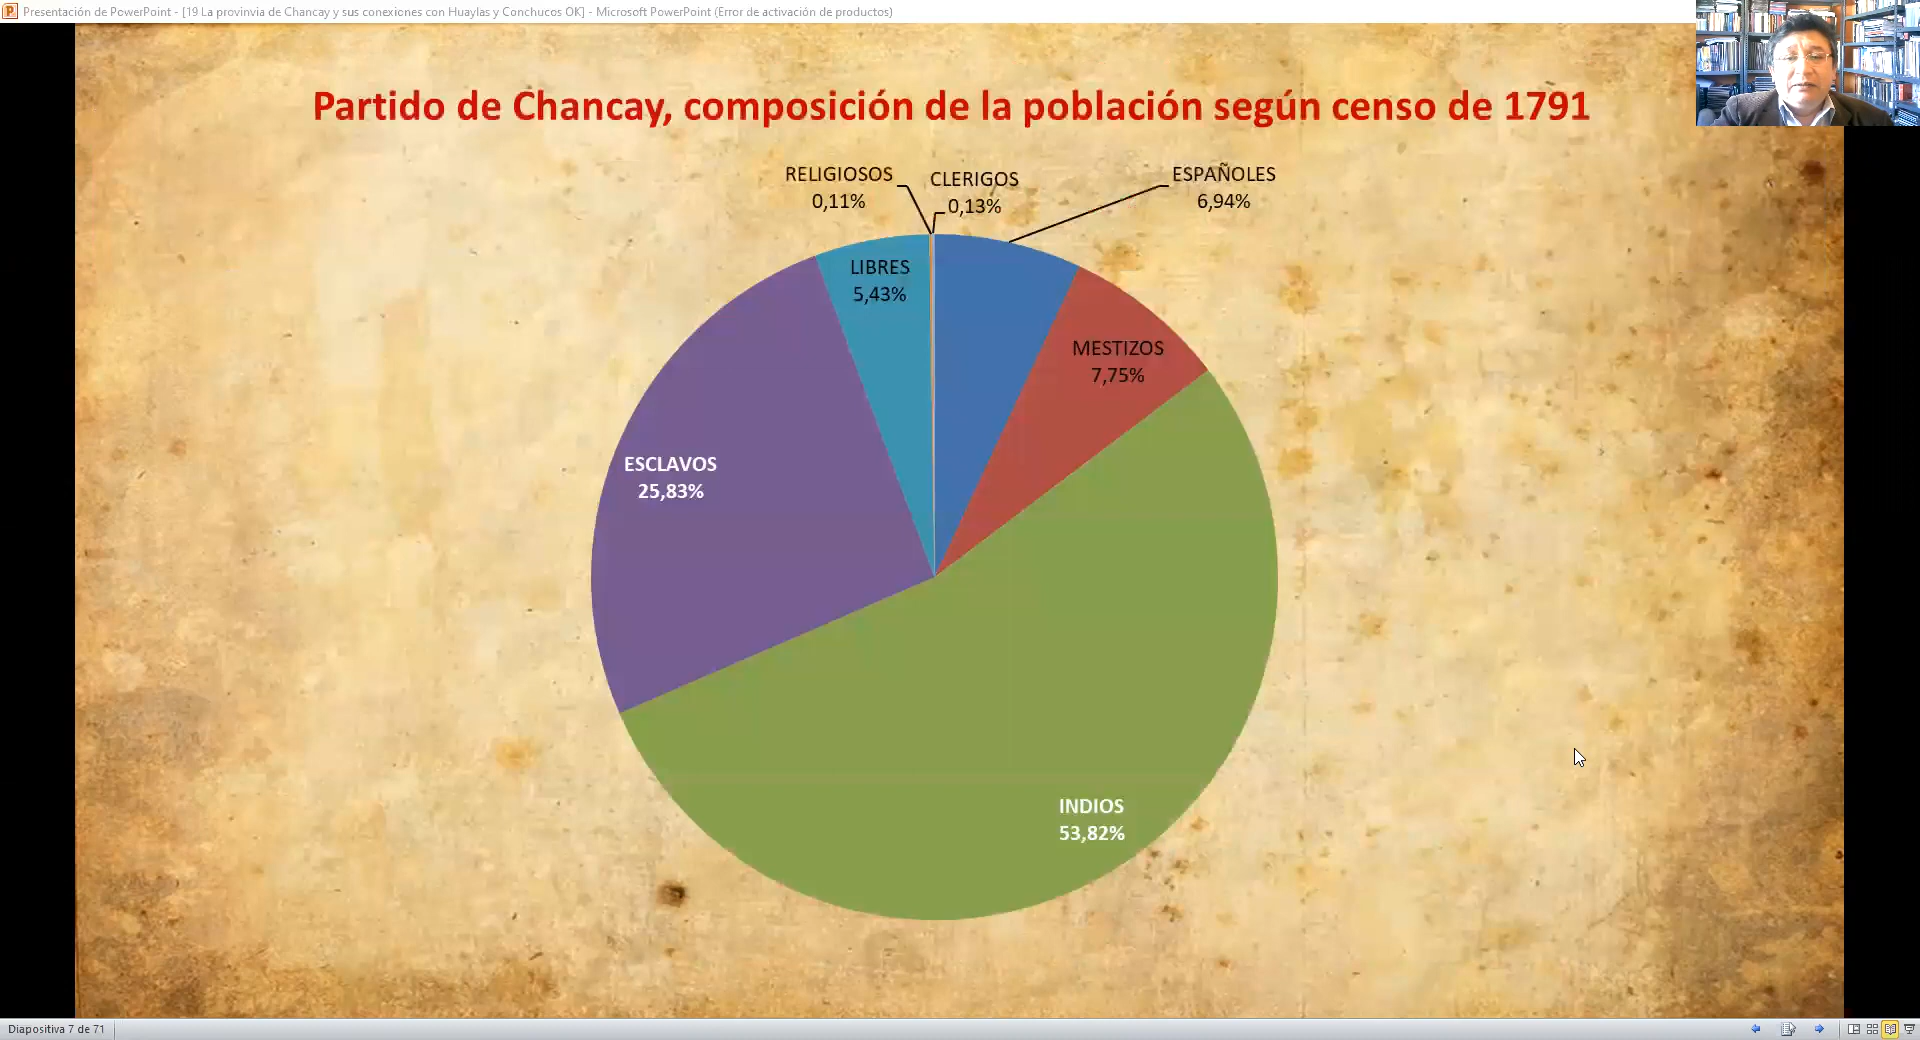 Presentación de PowerPoint - [19 La provinvia de Chancay y sus conexiones con Huaylas y Conchucos OK] - Microsoft PowerPoint (Error de activación de productos)
Partido de Chancay, composición de la población según censo de 1791
RELIGIOSOS
0,11%
CLERIGOS
0,13%
ESPAÑOLES
6,94%
LIBRES
5,43%
MESTIZOS
7,75%
ESCLAVOS
25,83%
INDIOS
53,82%
Diapositiva 7 de 71